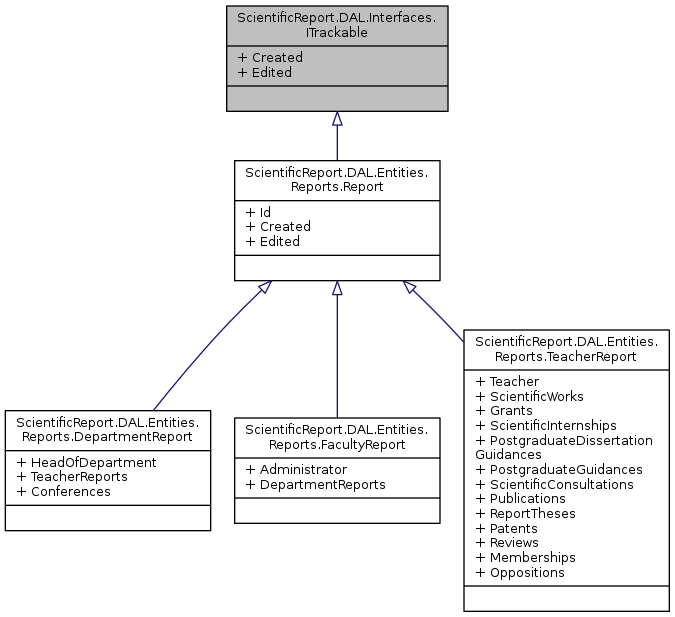 ScientificReport.DAL.Interfaces.
ITrackable
+ Created
+ Edited
ScientificReport.DAL.Entities.
Reports.Report
+ Id
+ Created
+ Edited
ScientificReport.DAL.Entities.
Reports.DepartmentReport
+ HeadOfDepartment
+ TeacherReports
+ Conferences
ScientificReport.DAL.Entities.
Reports.FacultyReport
+ Administrator
+ DepartmentReports
ScientificReport.DAL.Entities.
Reports.TeacherReport
+ Teacher
+ ScientificWorks
+ Grants
+ ScientificInternships
+ PostgraduateDissertation
Guidances
+ PostgraduateGuidances
+ ScientificConsultations
+ Publications
+ ReportTheses
+ Patents
+ Reviews
+ Memberships
+ Oppositions